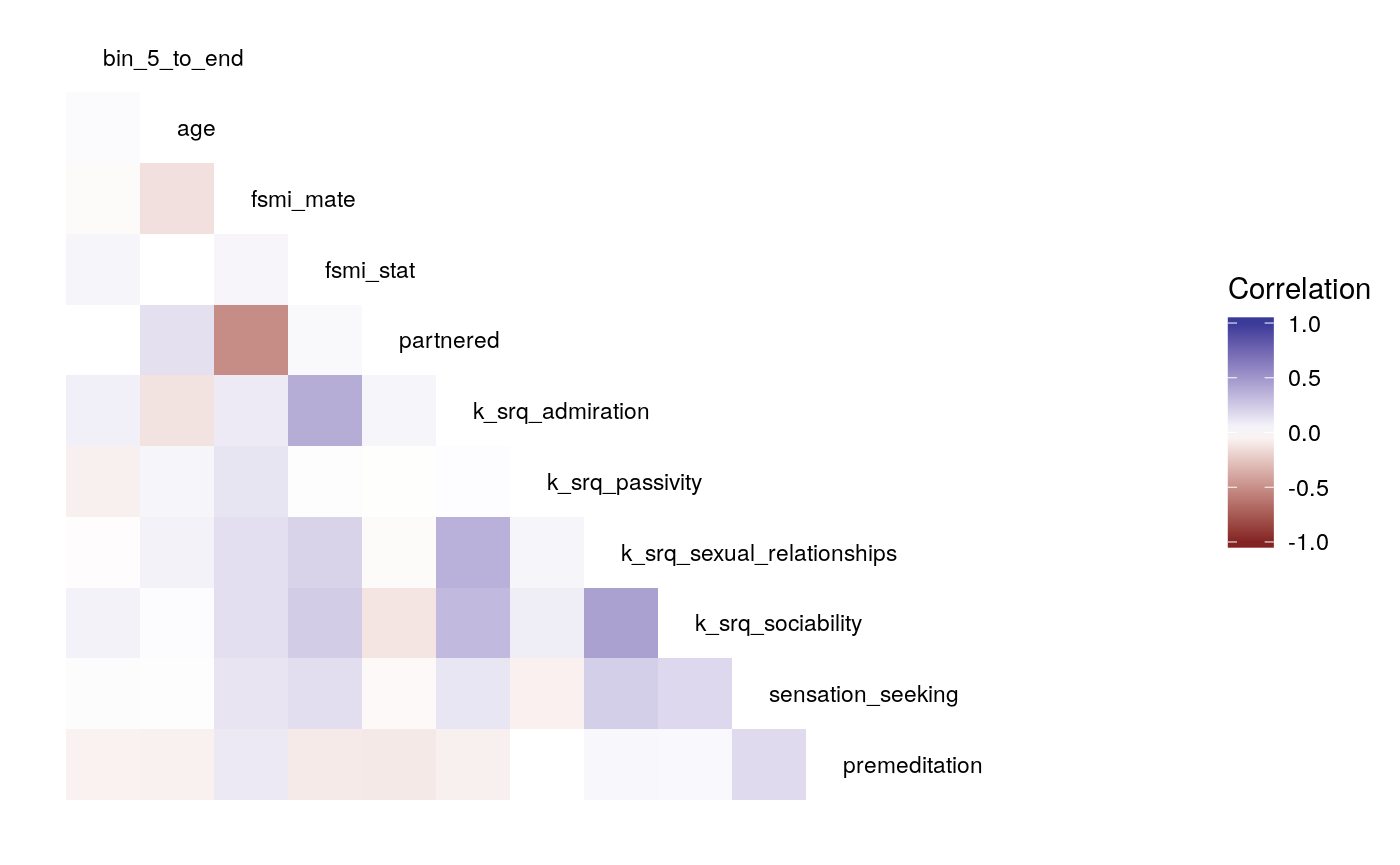 bin_5_to_end
age
fsmi_mate
fsmi_stat
partnered
k_srq_admiration
k_srq_passivity
k_srq_sexual_relationships
k_srq_sociability
sensation_seeking
premeditation
Correlation
1.0
0.5
0.0
-0.5
-1.0